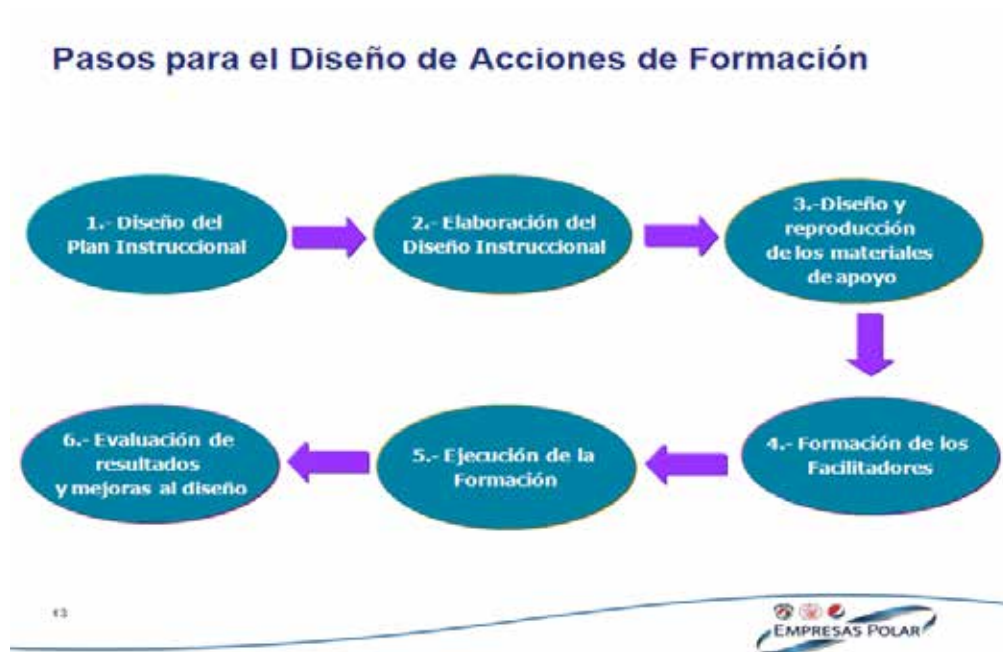 Pasos para el Diseño de Acciones de Formación
1.- Diseño del
Plan Instruccional
2.- Elaboración del
Diseño Instruccional
3.-Diseño y
reproducción
de los materiales
de apoyo
4.- Formación de los
Facilitadores
5.- Ejecución de la
Formación
6.- Evaluación de
resultados
y mejoras al diseño
EMPRESAS POLAR